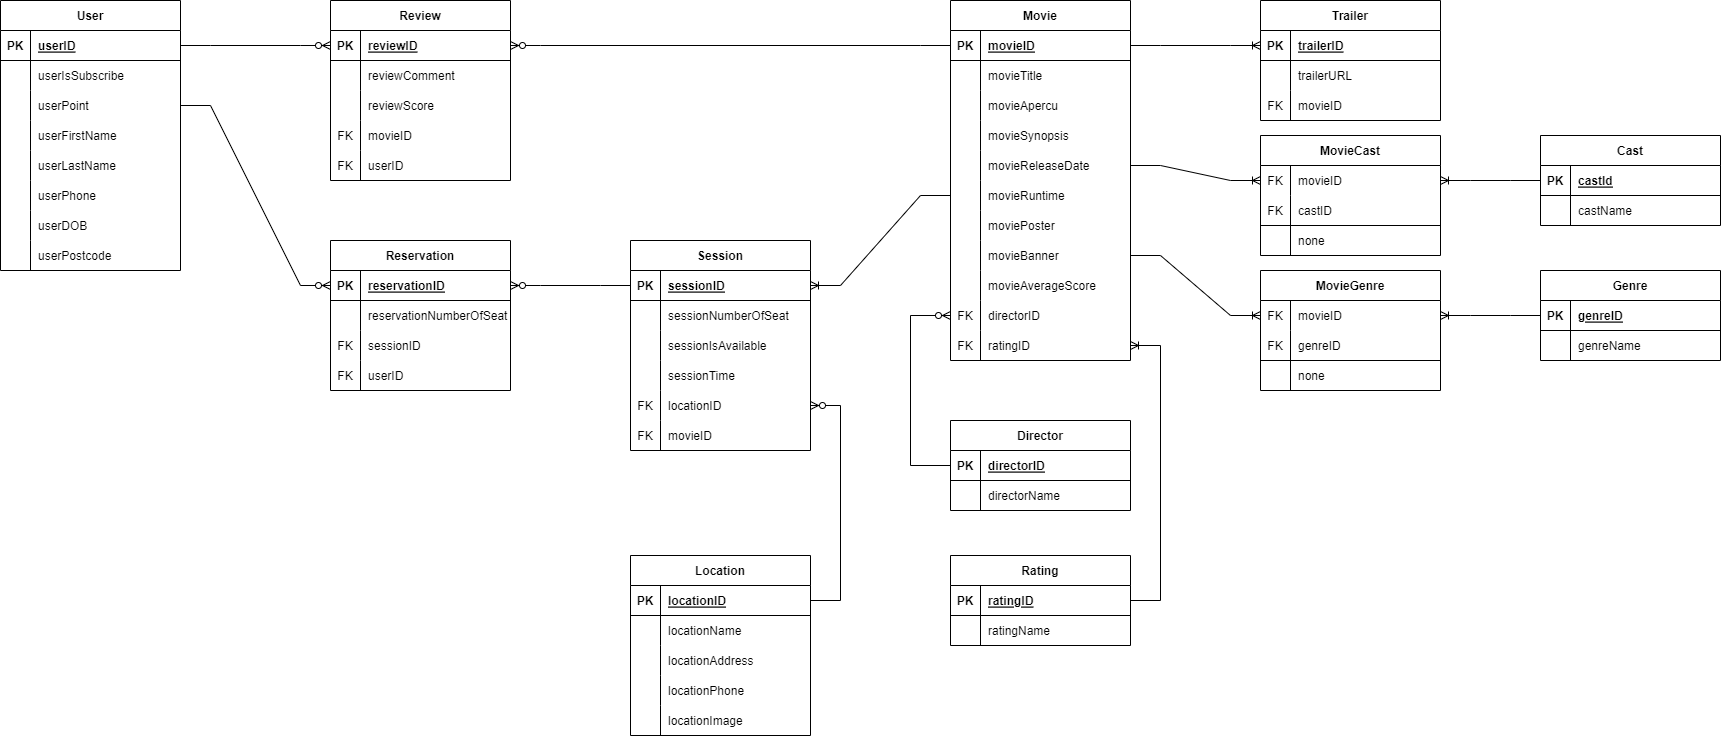 User
PK userID
userIsSubscribe
userPoint
userFirstName
userLastName
userPhone
userDOB
userPostcode
Review
PK reviewID
reviewComment
reviewScore
FK movieID
FK userID
Reservation
PK reservationID
reservationNumberOfSeat
FK sessionID
FK userID
Session
PK sessionID
sessionNumberOfSeat
sessionIsAvailable
sessionTime
FK locationID
FK movieID
Location
PK locationID
locationName
locationAddress
locationPhone
locationImage
Movie
PK movieID
movieTitle
movieApercu
movieSynopsis
movieReleaseDate
movieRuntime
moviePoster
movieBanner
movieAverageScore
FK directorID
FK ratingID
Director
PK directorID
directorName
Rating
PK ratingID
ratingName
Trailer
PK trailerID
trailerURL
FK movieID
MovieCast
FK movieID
FK castID
none
MovieGenre
FK movieID
FK genreID
none
Cast
PK castId
castName
Genre
PK genreID
genreName